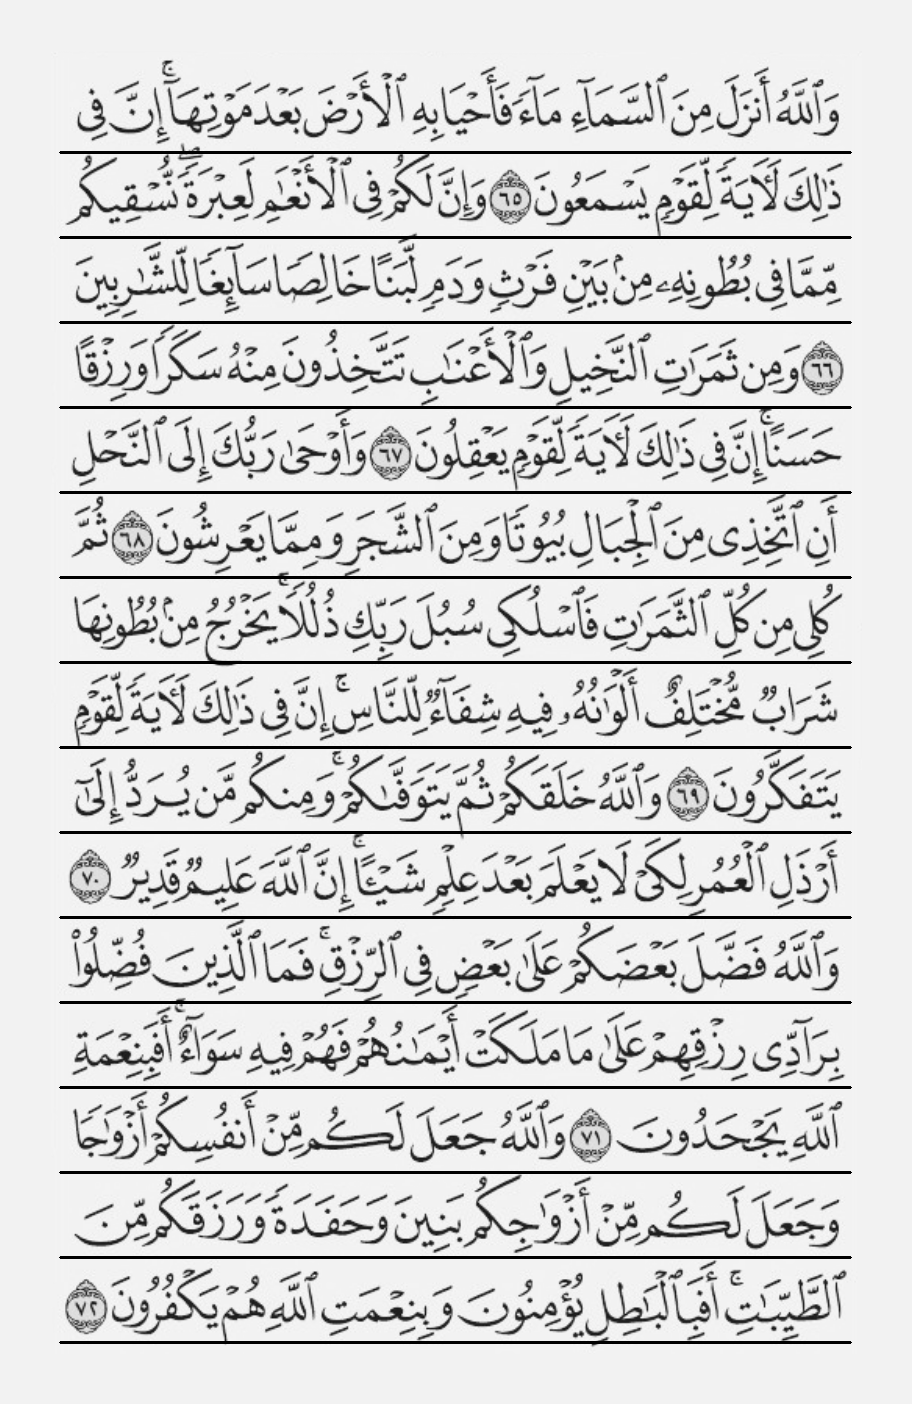 وَٱللَّهُ أَنزَلَ مِنَ ٱلسَّمَآءِ مَآءً فَأَحْيَا بِهِ ٱلْأَرْضَ بَعْدَ مَوْتِهَآ ۚ إِنَّ فِى
ذَٰلِكَ لَءَايَةً لِّقَوْمٍ يَسْمَعُونَ ٦٥ وَإِنَّ لَكُمْ فِى ٱلْأَنْعَٰمِ لَعِبْرَةً ۖ نُّسْقِيكُم
مِّمَّا فِى بُطُونِهِۦ مِنۢ بَيْنِ فَرْثٍ وَدَمٍ لَّبَنًا خَالِصًا سَآئِغًا لِّلشَّٰرِبِينَ
٦٦ وَمِن ثَمَرَٰتِ ٱلنَّخِيلِ وَٱلْأَعْنَٰبِ تَتَّخِذُونَ مِنْهُ سَكَرًا وَرِزْقًا
حَسَنًا ۚ إِنَّ فِى ذَٰلِكَ لَءَايَةً لِّقَوْمٍ يَعْقِلُونَ ٦٧ وَأَوْحَىٰ رَبُّكَ إِلَى ٱلنَّحْلِ
أَنِ ٱتَّخِذِى مِنَ ٱلْجِبَالِ بُيُوتًا وَمِنَ ٱلشَّجَرِ وَمِمَّا يَعْرِشُونَ ٦٨ ثُمَّ
كُلِى مِن كُلِّ ٱلثَّمَرَٰتِ فَٱسْلُكِى سُبُلَ رَبِّكِ ذُلُلًا ۚ يَخْرُجُ مِنۢ بُطُونِهَا
شَرَابٌ مُّخْتَلِفٌ أَلْوَٰنُهُۥ فِيهِ شِفَآءٌ لِّلنَّاسِ ۗ إِنَّ فِى ذَٰلِكَ لَءَايَةً لِّقَوْمٍ
يَتَفَكَّرُونَ ٦٩ وَٱللَّهُ خَلَقَكُمْ ثُمَّ يَتَوَفَّىٰكُمْ ۚ وَمِنكُم مَّن يُرَدُّ إِلَىٰٓ
أَرْذَلِ ٱلْعُمُرِ لِكَىْ لَا يَعْلَمَ بَعْدَ عِلْمٍ شَيْـًٔا ۚ إِنَّ ٱللَّهَ عَلِيمٌ قَدِيرٌ ٧٠
وَٱللَّهُ فَضَّلَ بَعْضَكُمْ عَلَىٰ بَعْضٍ فِى ٱلرِّزْقِ ۚ فَمَا ٱلَّذِينَ فُضِّلُوا۟
بِرَآدِّى رِزْقِهِمْ عَلَىٰ مَا مَلَكَتْ أَيْمَٰنُهُمْ فَهُمْ فِيهِ سَوَآءٌ ۚ أَفَبِنِعْمَةِ
ٱللَّهِ يَجْحَدُونَ ٧١ وَٱللَّهُ جَعَلَ لَكُم مِّنْ أَنفُسِكُمْ أَزْوَٰجًا
وَجَعَلَ لَكُم مِّنْ أَزْوَٰجِكُم بَنِينَ وَحَفَدَةً وَرَزَقَكُم مِّنَ
ٱلطَّيِّبَٰتِ ۚ أَفَبِٱلْبَٰطِلِ يُؤْمِنُونَ وَبِنِعْمَتِ ٱللَّهِ هُمْ يَكْفُرُونَ ٧٢